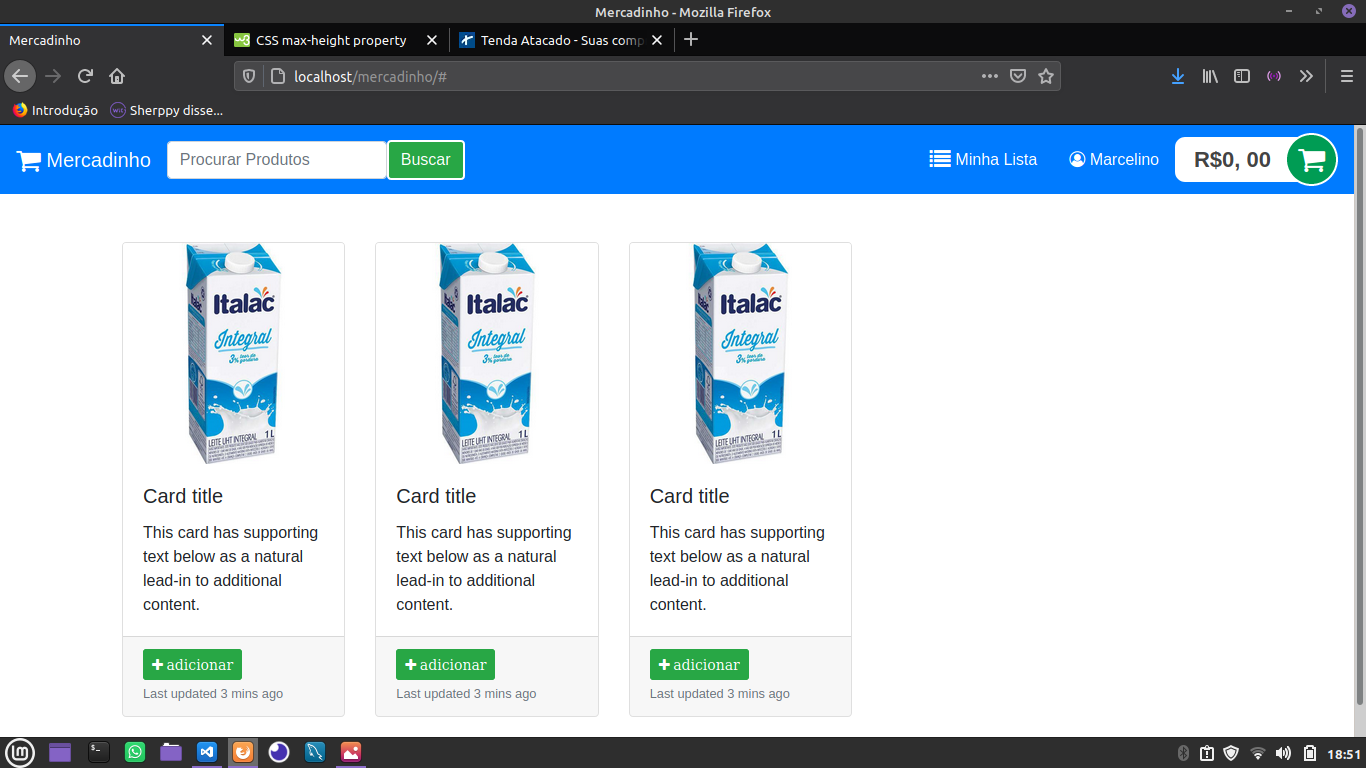 Mercadinho - Mozilla Firefox
Mercadinho
CSS max-height property
Tenda Atacado - Suas comp
localhost/mercadinho/#
Introdução
Sherppy disse...
Mercadinho
Procurar Produtos
Buscar
Minha Lista
Marcelino
R$0, 00
Italac
Integral
3% teor de gordura
LEITE UHT INTEGRAL 1 L
Italac
Integral
3% teor de gordura
LEITE UHT INTEGRAL 1 L
Italac
Integral
3% teor de gordura
LEITE UHT INTEGRAL 1 L
Card title
This card has supporting
text below as a natural
lead-in to additional
content.
adicionar
Last updated 3 mins ago
Card title
This card has supporting
text below as a natural
lead-in to additional
content.
adicionar
Last updated 3 mins ago
Card title
This card has supporting
text below as a natural
lead-in to additional
content.
adicionar
Last updated 3 mins ago
18:51